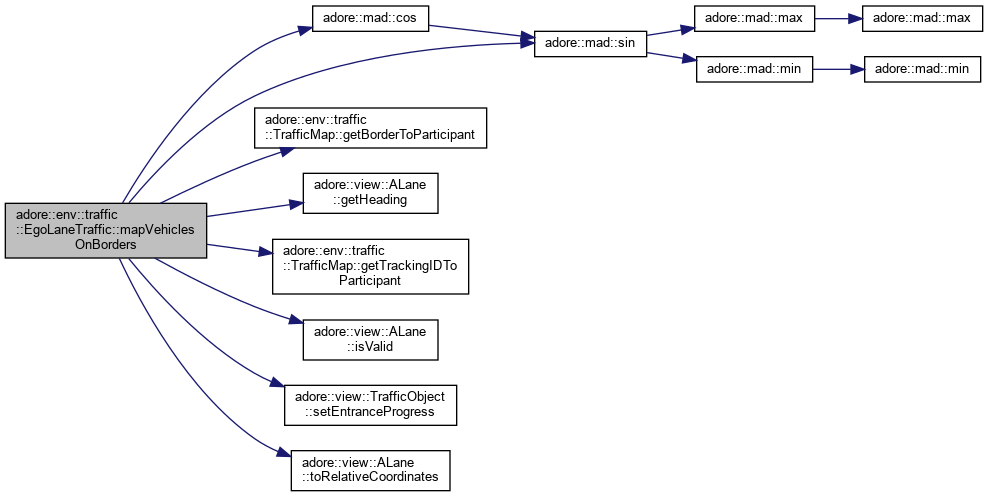 adore::env::traffic
::EgoLaneTraffic::mapVehicles
OnBorders
adore::mad::cos
adore::mad::sin
adore::mad::max
adore::mad::max
adore::mad::min
adore::mad::min
adore::env::traffic
::TrafficMap::getBorderToParticipant
adore::view::ALane
::getHeading
adore::env::traffic
::TrafficMap::getTrackingIDTo
Participant
adore::view::ALane
::isValid
adore::view::TrafficObject
::setEntranceProgress
adore::view::ALane
::toRelativeCoordinates